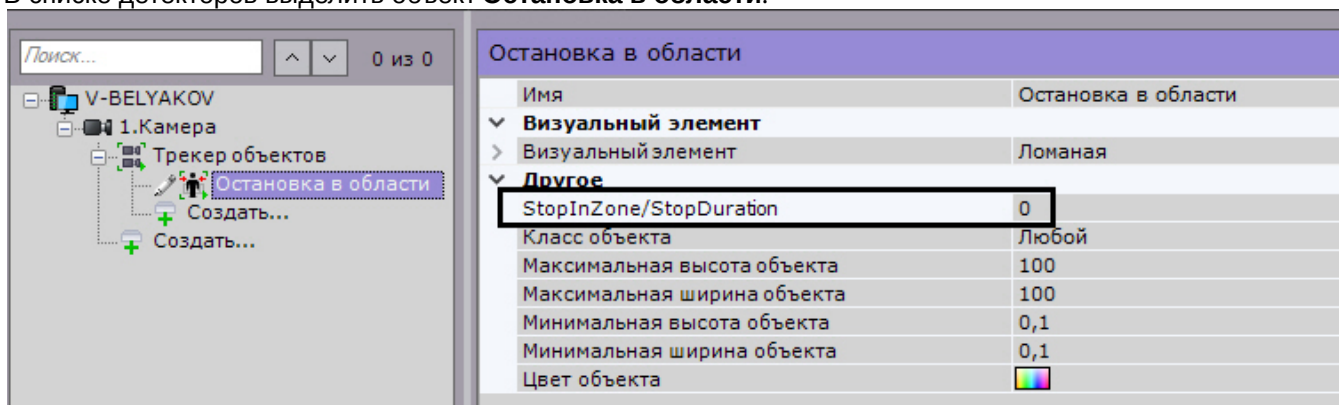 В списке детекторов выделить объект Остановка в области.
Поиск...
0 из 0
V-BELYAKOV
1.Камера
Трекер объектов
Остановка в области
Создать...
Создать...
Остановка в области
Имя Остановка в области
Визуальный элемент
Визуальный элемент Ломаная
Другое
StopInZone/StopDuration 0
Класс объекта Любой
Максимальная высота объекта 100
Максимальная ширина объекта 100
Минимальная высота объекта 0,1
Минимальная ширина объекта 0,1
Цвет объекта